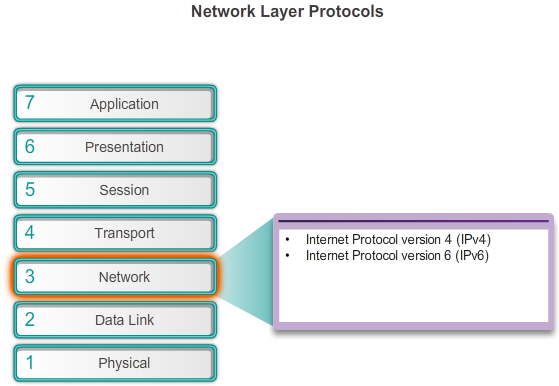 Network Layer Protocols
7 Application
6 Presentation
5 Session
4 Transport
3 Network
2 Data Link
1 Physical
• Internet Protocol version 4 (IPv4)
• Internet Protocol version 6 (IPv6)